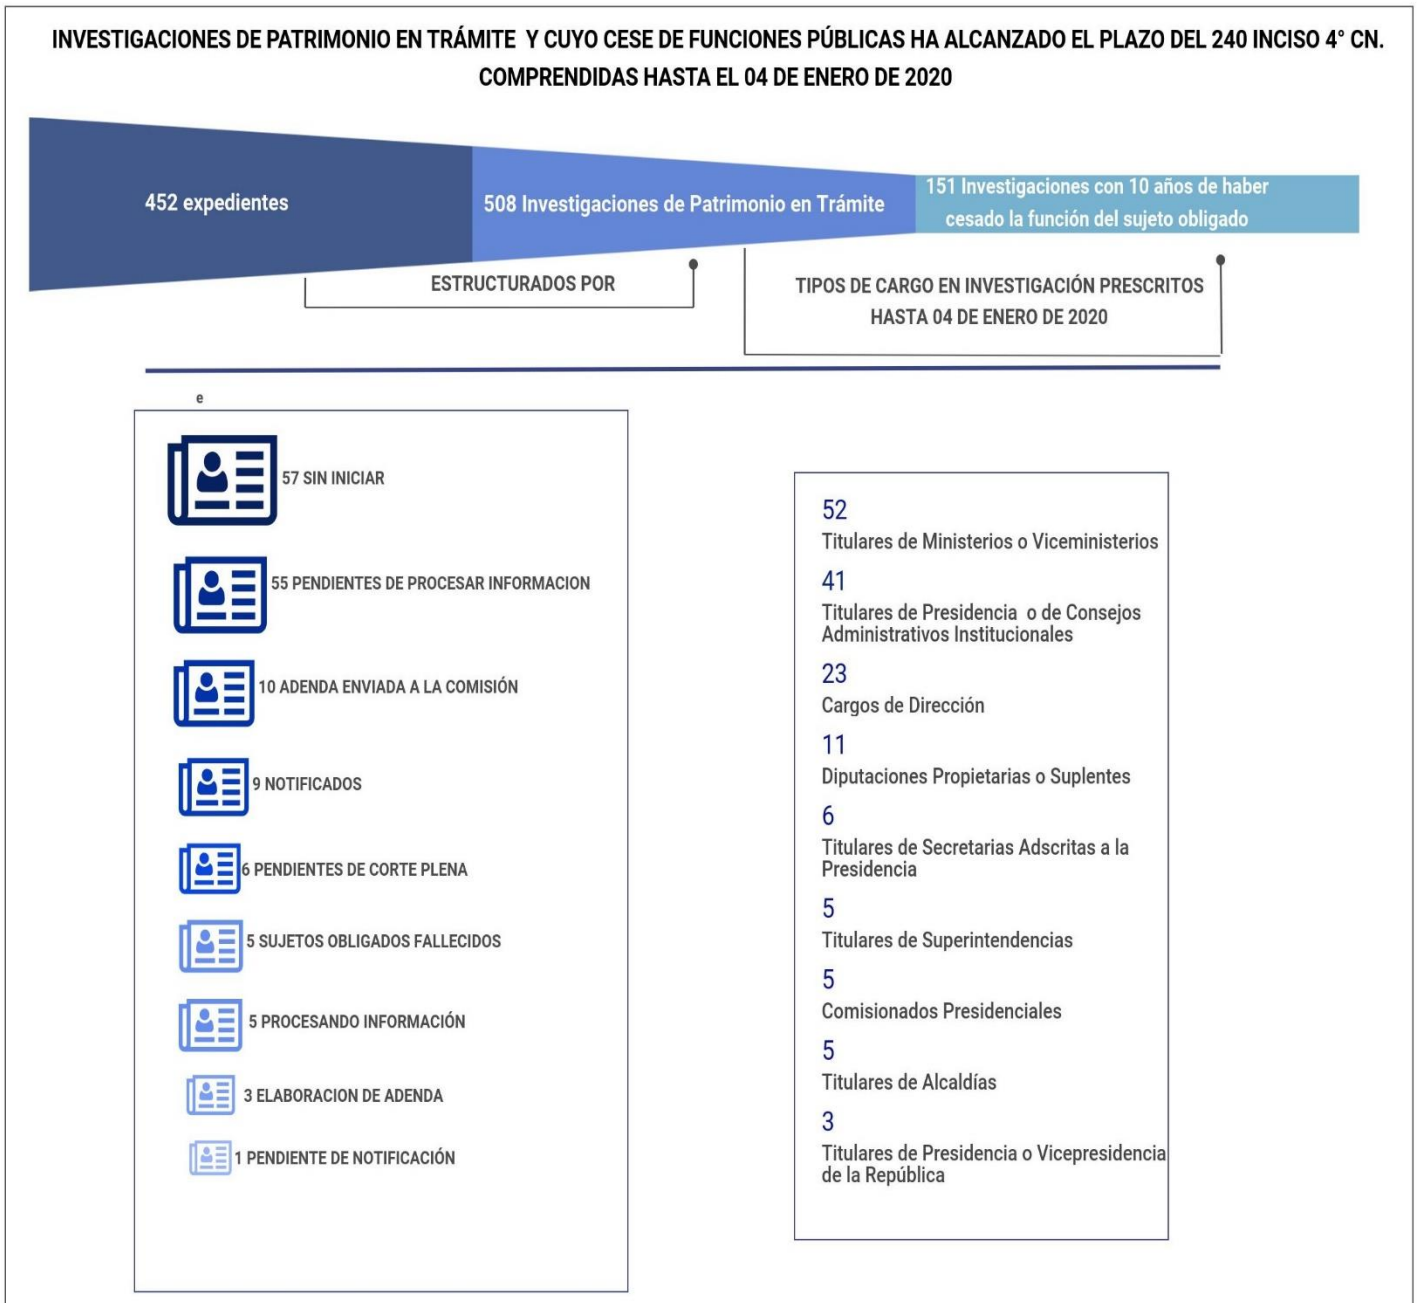 INVESTIGACIONES DE PATRIMONIO EN TRÁMITE Y CUYO CESE DE FUNCIONES PÚBLICAS HA ALCANZADO EL PLAZO DEL 240 INCISO 4° CN.
COMPRENDIDAS HASTA EL 04 DE ENERO DE 2020
452 expedientes
508 Investigaciones de Patrimonio en Trámite
151 Investigaciones con 10 años de haber
cesado la función del sujeto obligado
ESTRUCTURADOS POR
TIPOS DE CARGO EN INVESTIGACIÓN PRESCRITOS
HASTA 04 DE ENERO DE 2020
e
57 SIN INICIAR
55 PENDIENTES DE PROCESAR INFORMACION
10 ADENDA ENVIADA A LA COMISIÓN
9 NOTIFICADOS
6 PENDIENTES DE CORTE PLENA
5 SUJETOS OBLIGADOS FALLECIDOS
5 PROCESANDO INFORMACIÓN
3 ELABORACION DE ADENDA
1 PENDIENTE DE NOTIFICACIÓN
52
Titulares de Ministerios o Viceministerios
41
Titulares de Presidencia o de Consejos
Administrativos Institucionales
23
Cargos de Dirección
11
Diputaciones Propietarias o Suplentes
6
Titulares de Secretarias Adscritas a la
Presidencia
5
Titulares de Superintendencias
5
Comisionados Presidenciales
5
Titulares de Alcaldías
3
Titulares de Presidencia o Vicepresidencia
de la República